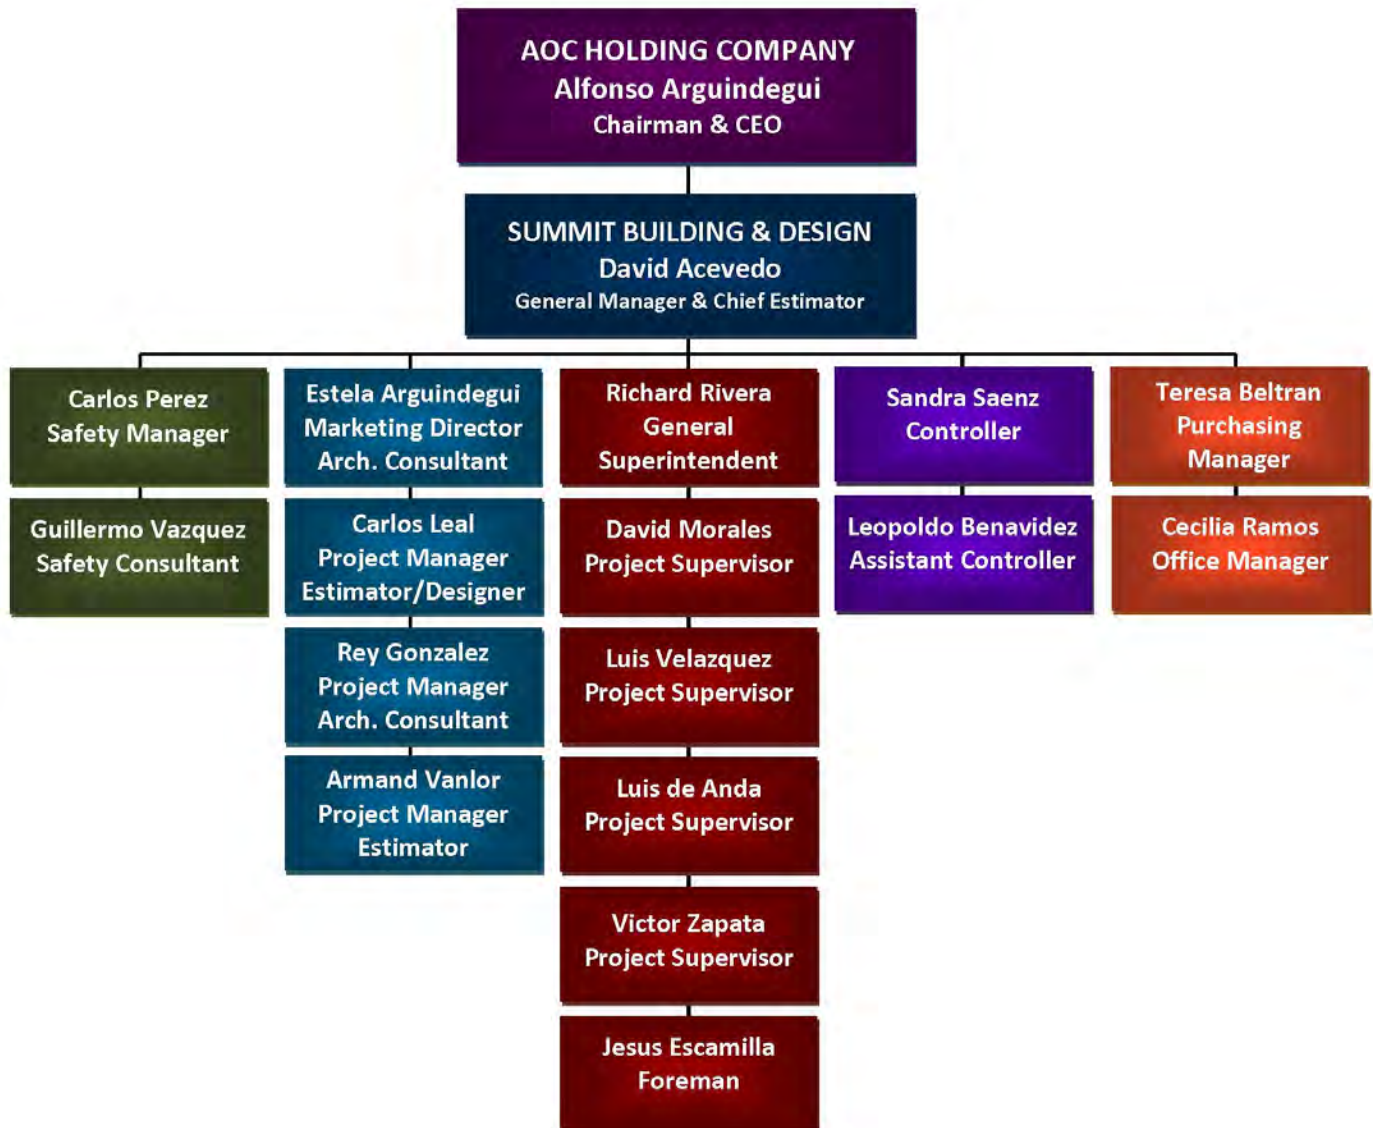 AOC HOLDING COMPANY
Alfonso Arguindegui
Chairman & CEO
SUMMIT BUILDING & DESIGN
David Acevedo
General Manager & Chief Estimator
Carlos Perez
Safety Manager
Guillermo Vazquez
Safety Consultant
Estela Arguindegui
Marketing Director
Arch. Consultant
Carlos Leal
Project Manager
Estimator/Designer
Rey Gonzalez
Project Manager
Arch. Consultant
Armand Vanlor
Project Manager
Estimator
Richard Rivera
General
Superintendent
David Morales
Project Supervisor
Luis Velazquez
Project Supervisor
Luis de Anda
Project Supervisor
Victor Zapata
Project Supervisor
Jesus Escamilla
Foreman
Sandra Saenz
Controller
Leopoldo Benavidez
Assistant Controller
Teresa Beltran
Purchasing
Manager
Cecilia Ramos
Office Manager